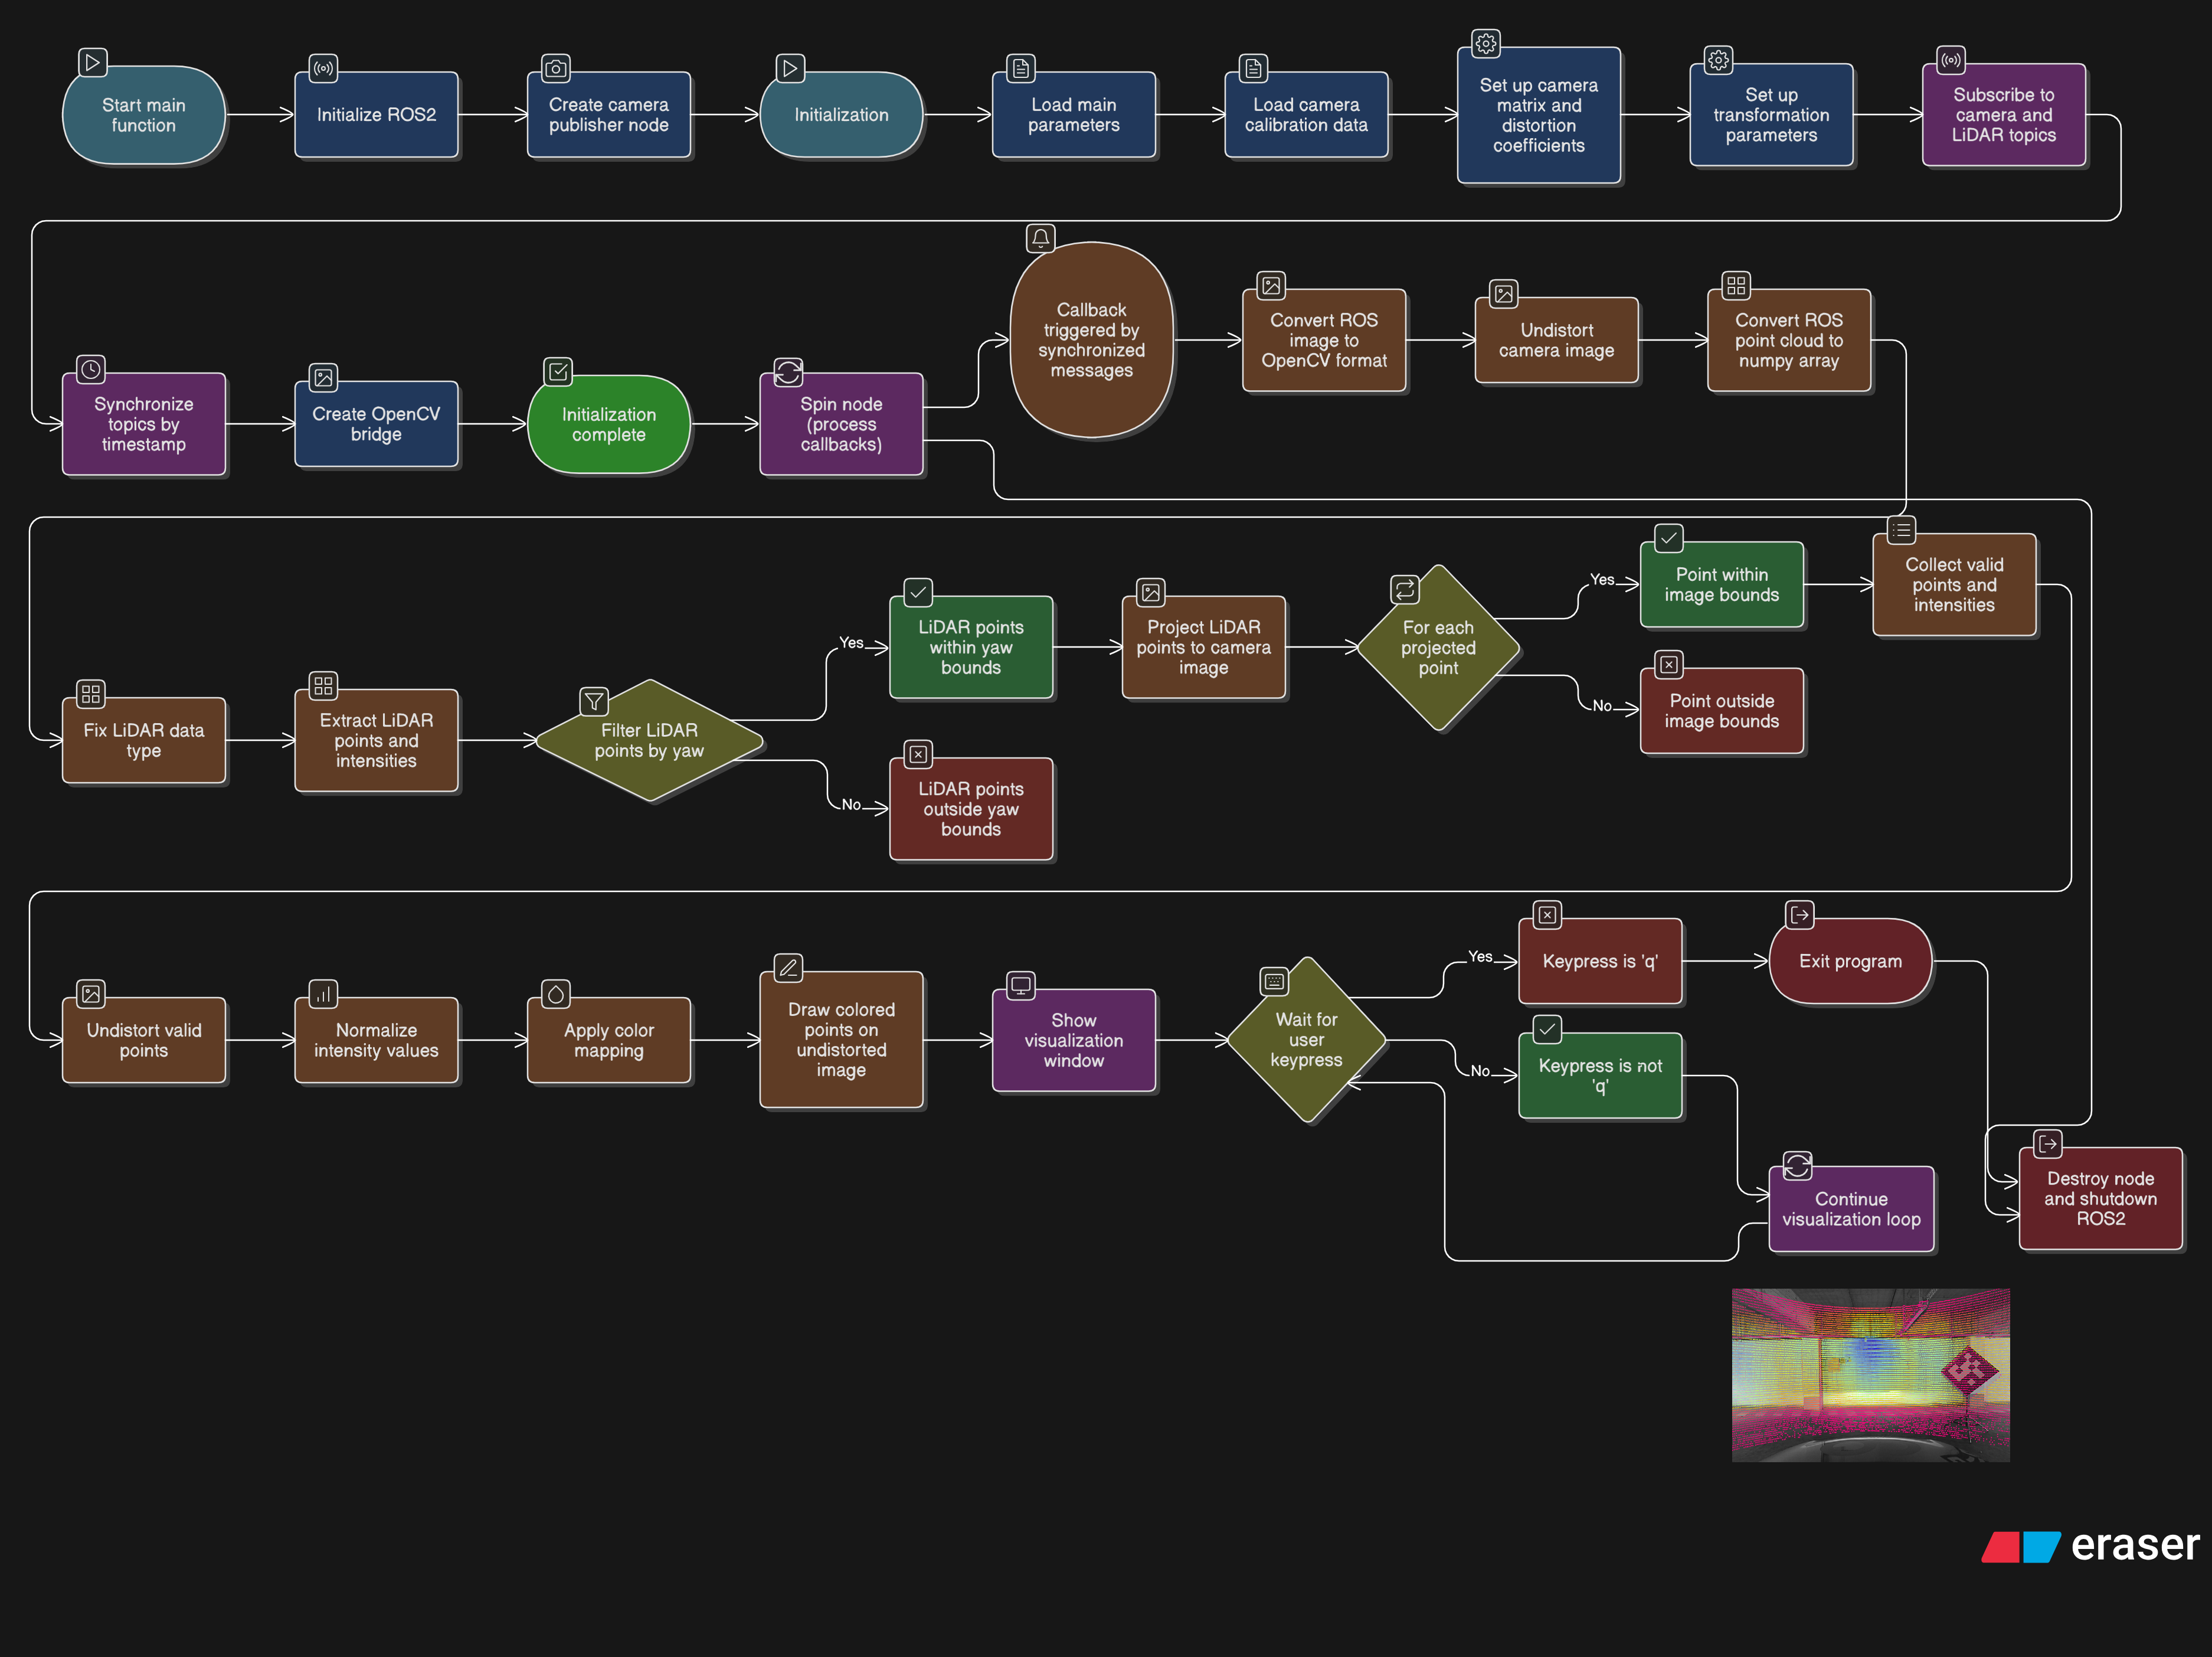 Start main
function
Initialize ROS2
Create camera
publisher node
Initialization
Load main
parameters
Load camera
calibration data
Set up camera
matrix and
distortion
coefficients
Set up
transformation
parameters
Subscribe to
camera and
LiDAR topics
Synchronize
topics by
timestamp
Create OpenCV
bridge
Initialization
complete
Spin node
(process
callbacks)
Callback
triggered by
synchronized
messages
Convert ROS
image to
OpenCV format
Undistort
camera image
Convert ROS
point cloud to
numpy array
Fix LiDAR data
type
Extract LiDAR
points and
intensities
Filter LiDAR
points by yaw
Yes
LiDAR points
within yaw
bounds
No
LiDAR points
outside yaw
bounds
Project LiDAR
points to camera
image
For each
projected
point
Yes
Point within
image bounds
No
Point outside
image bounds
Collect valid
points and
intensities
Undistort valid
points
Normalize
intensity values
Apply color
mapping
Draw colored
points on
undistorted
image
Show
visualization
window
Wait for
user
keypress
Yes
Keypress is 'q'
Exit program
No
Keypress is not
'q'
Continue
visualization loop
Destroy node
and shutdown
ROS2
eraser